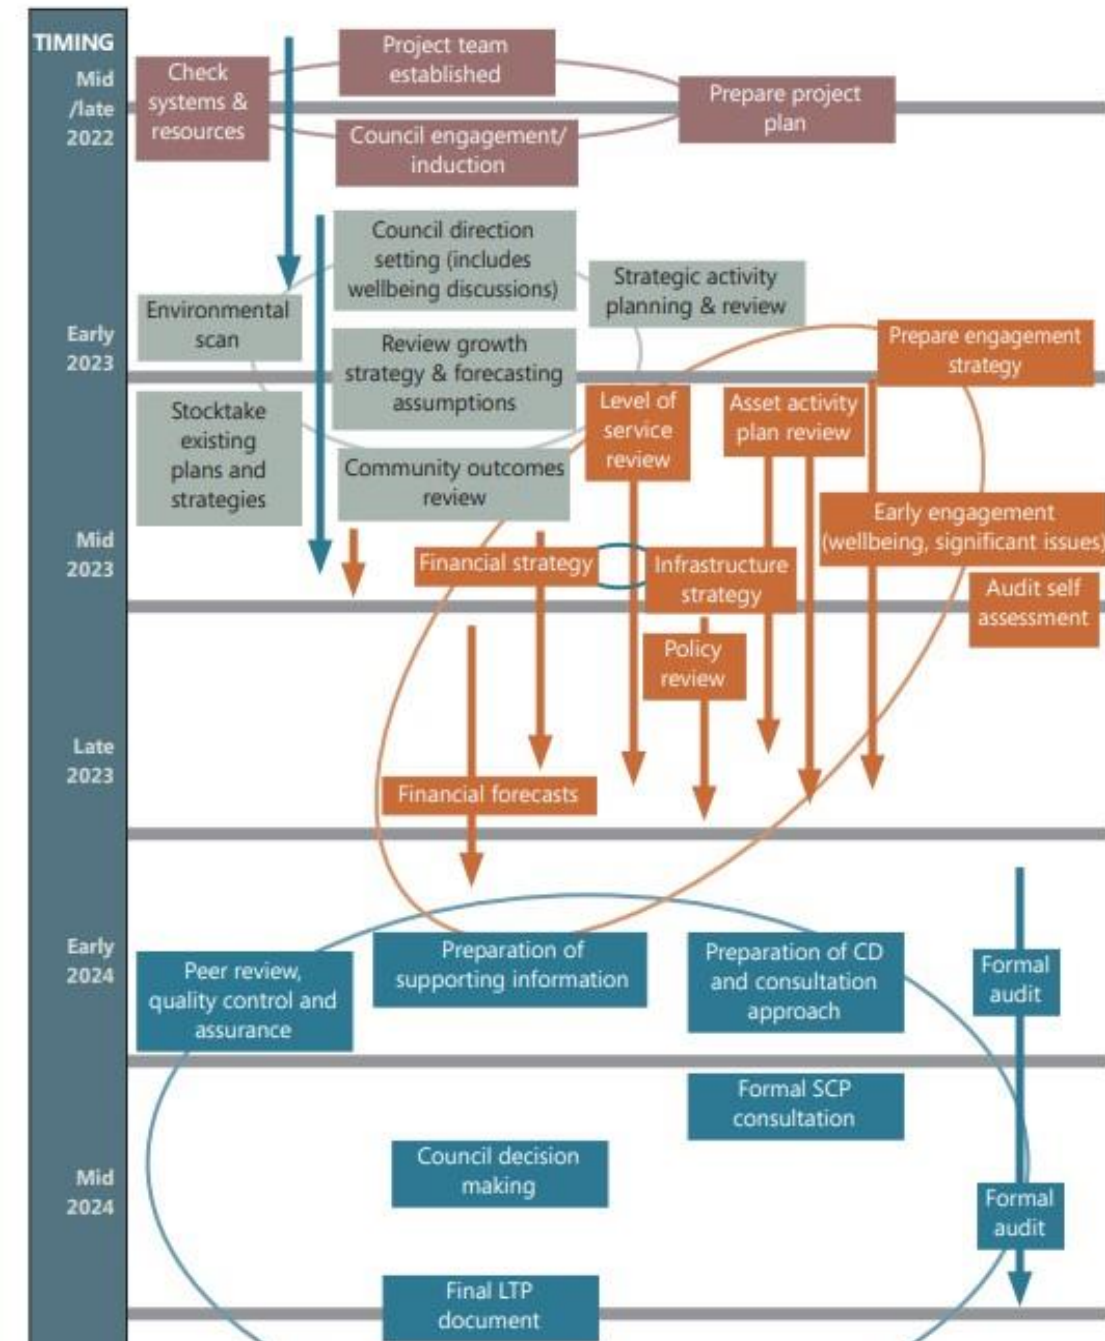 TIMING
Mid
/late
2022
Check
systems &
resources
Project team
established
Council engagement/
induction
Prepare project
plan
Early
2023
Environmental
scan
Stocktake
existing
plans and
strategies
Council direction
setting (includes
wellbeing discussions)
Review growth
strategy & forecasting
assumptions
Community outcomes
review
Strategic activity
planning & review
Prepare engagement
strategy
Level of
service
review
Asset activity
plan review
Mid
2023
Financial strategy
Infrastructure
strategy
Early engagement
(wellbeing, significant issues)
Audit self
assessment
Policy
review
Late
2023
Financial forecasts
Early
2024
Peer review,
quality control and
assurance
Preparation of
supporting information
Preparation of CD
and consultation
approach
Formal
audit
Mid
2024
Formal SCP
consultation
Council decision
making
Formal
audit
Final LTP
document